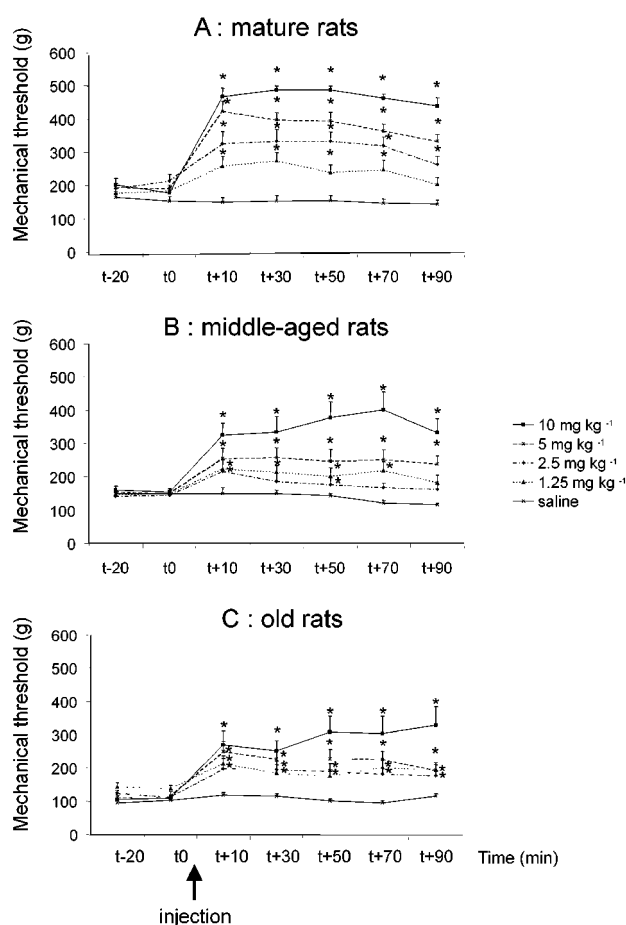 A : mature rats
Mechanical threshold (g)
600
500
400
300
200
100
0
t-20 t0 t+10 t+30 t+50 t+70 t+90
B : middle-aged rats
Mechanical threshold (g)
600
500
400
300
200
100
0
t-20 t0 t+10 t+30 t+50 t+70 t+90
10 mg kg -1
5 mg kg -1
2.5 mg kg -1
1.25 mg kg -1
saline
C : old rats
Mechanical threshold (g)
600
500
400
300
200
100
0
t-20 t0 t+10 t+30 t+50 t+70 t+90 Time (min)
injection